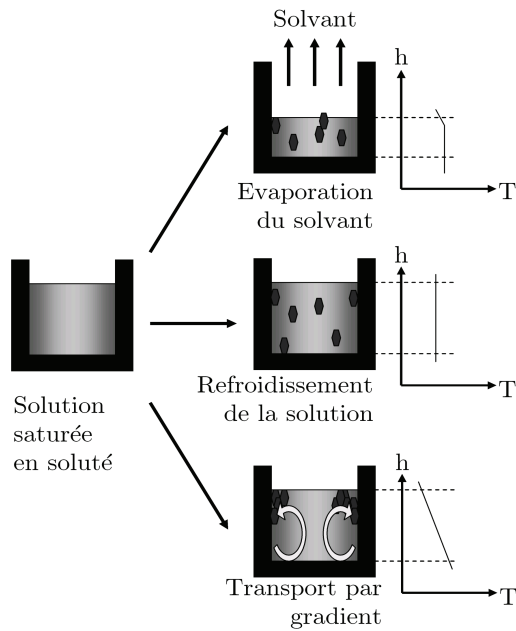 Solvant
h
T
Evaporation
du solvant
h
T
Refroidissement
de la solution
Solution
saturée
en soluté
h
T
Transport par
gradient